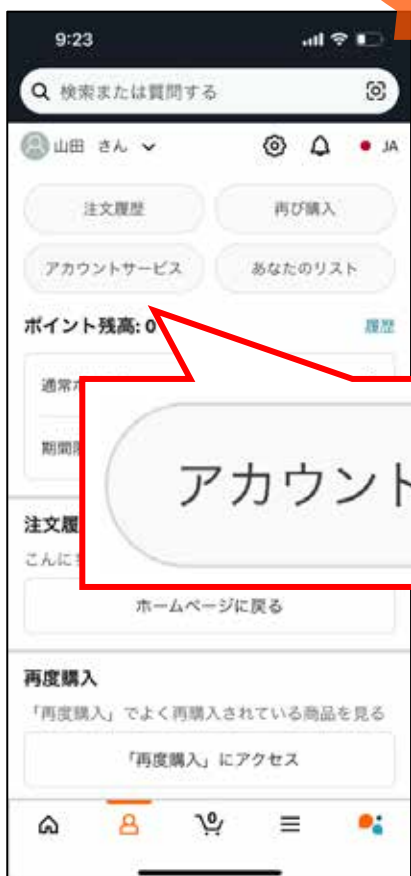 9:23
検索または質問する
山田 さん
JA
注文履歴
再び購入
アカウントサービス
あなたのリスト
ポイント残高: 0
履歴
通常
期間
アカウント
注文履
こんに
ホームページに戻る
再度購入
「再度購入」でよく再購入されている商品を見る
「再度購入」にアクセス
0